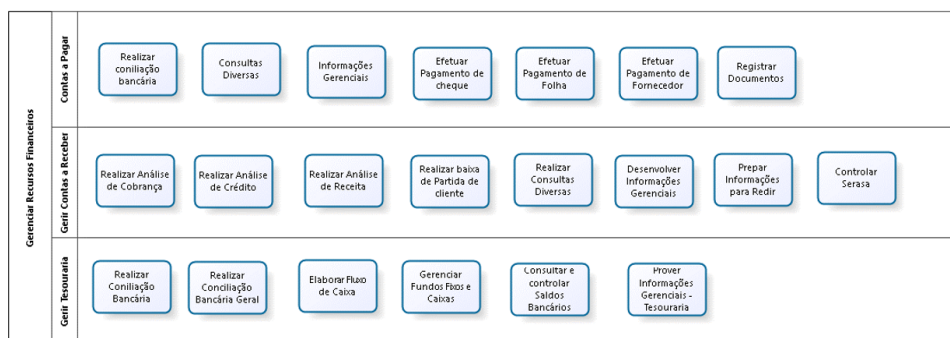 Gerenciar Recursos Financeiros
Contas a Pagar
Realizar
coniliação
bancária
Consultas
Diversas
Informações
Gerenciais
Efetuar
Pagamento de
cheque
Efetuar
Pagamento de
Folha
Efetuar
Pagamento de
Fornecedor
Registrar
Documentos
Gerir Contas a Receber
Realizar Análise
de Cobrança
Realizar Análise
de Crédito
Realizar Análise
de Receita
Realizar baixa
de Partida de
cliente
Realizar
Consultas
Diversas
Desenvolver
Informações
Gerenciais
Prepar
Informações
para Redir
Controlar
Serasa
Gerir Tesouraria
Realizar
Coniliação
Bancária
Realizar
Conciliação
Bancária Geral
Elaborar Fluxo
de Caixa
Gerenciar
Fundos Fixos e
Caixas
Consultar e
controlar
Saldos
Bancários
Prover
Informações
Gerenciais -
Tesouraria